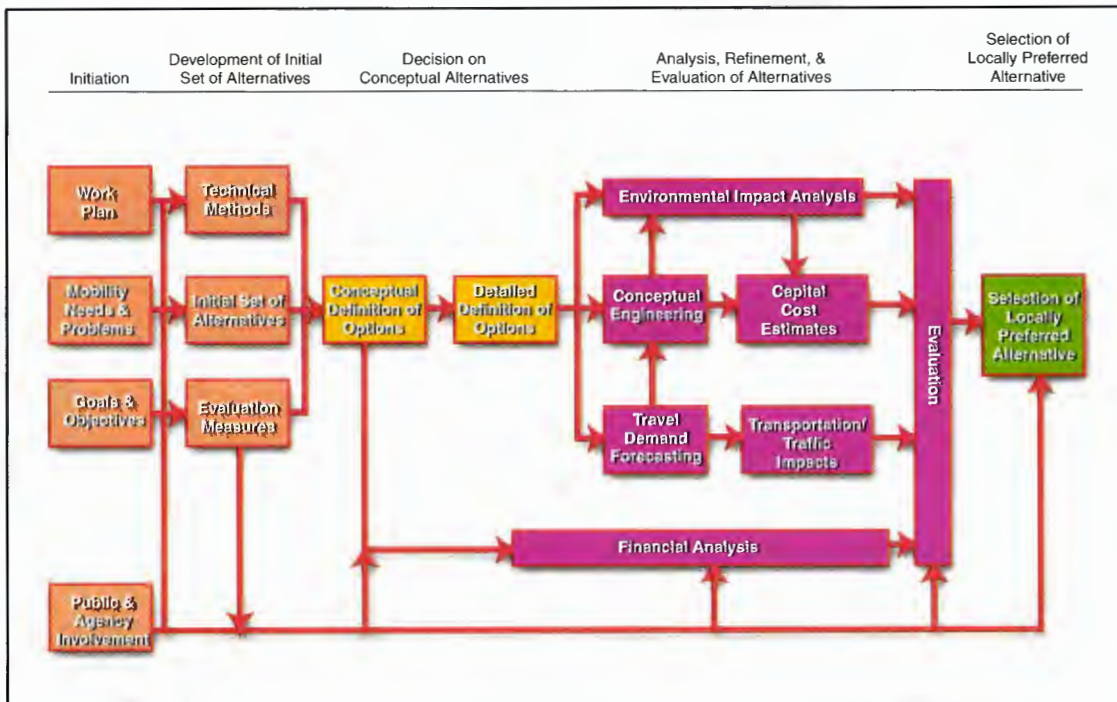 Initiation
Development of Initial
Set of Alternatives
Decision on
Conceptual Alternatives
Analysis, Refinement, &
Evaluation of Alternatives
Selection of
Locally Preferred
Alternative
Work
Plan
Technical
Methods
Environmental Impact Analysis
Mobility
Needs &
Problems
Initial Set of
Alternatives
Conceptual
Definition of
Options
Detailed
Definition of
Options
Conceptual
Engineering
Capital
Cost
Estimates
Evaluation
Selection of
Locally
Preferred
Alternative
Goals &
Objectives
Evaluation
Measures
Travel
Demand
Forecasting
Transportation/
Traffic
Impacts
Financial Analysis
Public &
Agency
Involvement